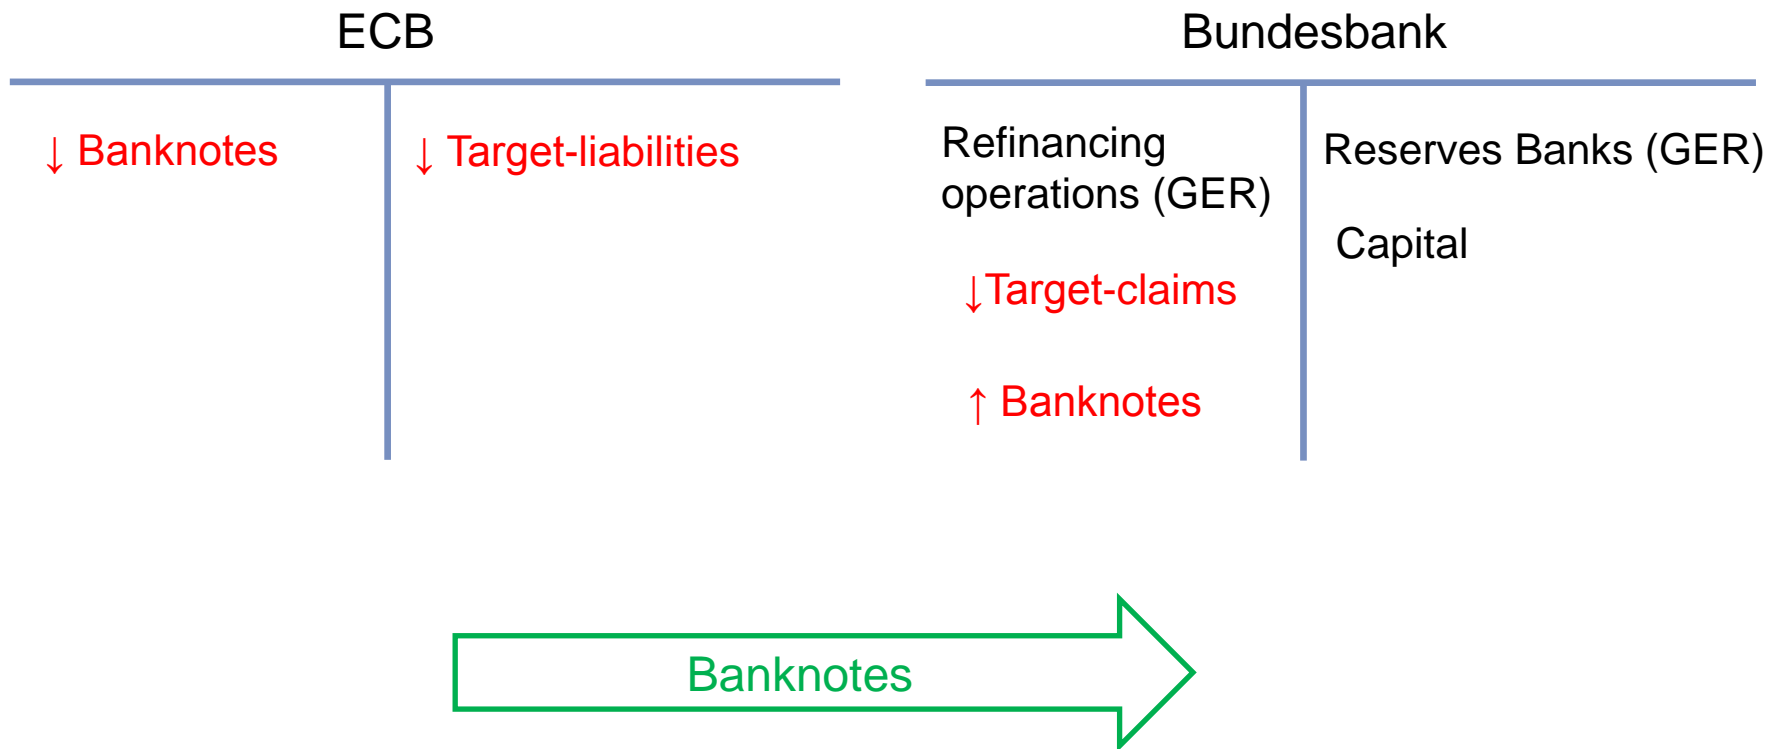 ECB
↓ Banknotes
↓ Target-liabilities
Bundesbank
Refinancing
operations (GER)
↓Target-claims
↑ Banknotes
Reserves Banks (GER)
Capital
Banknotes